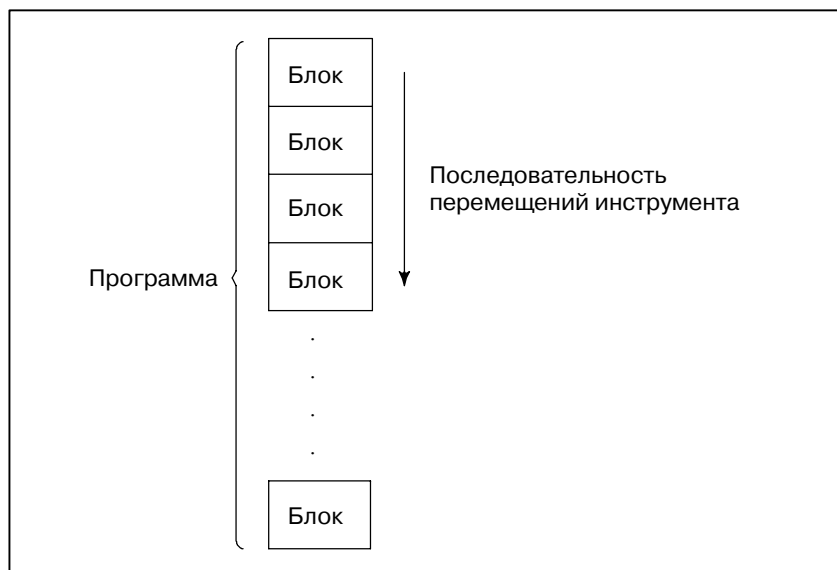 Блок
Блок
Последовательность
перемещений инструмента
Блок
Программа
Блок
.
.
.
.
Блок